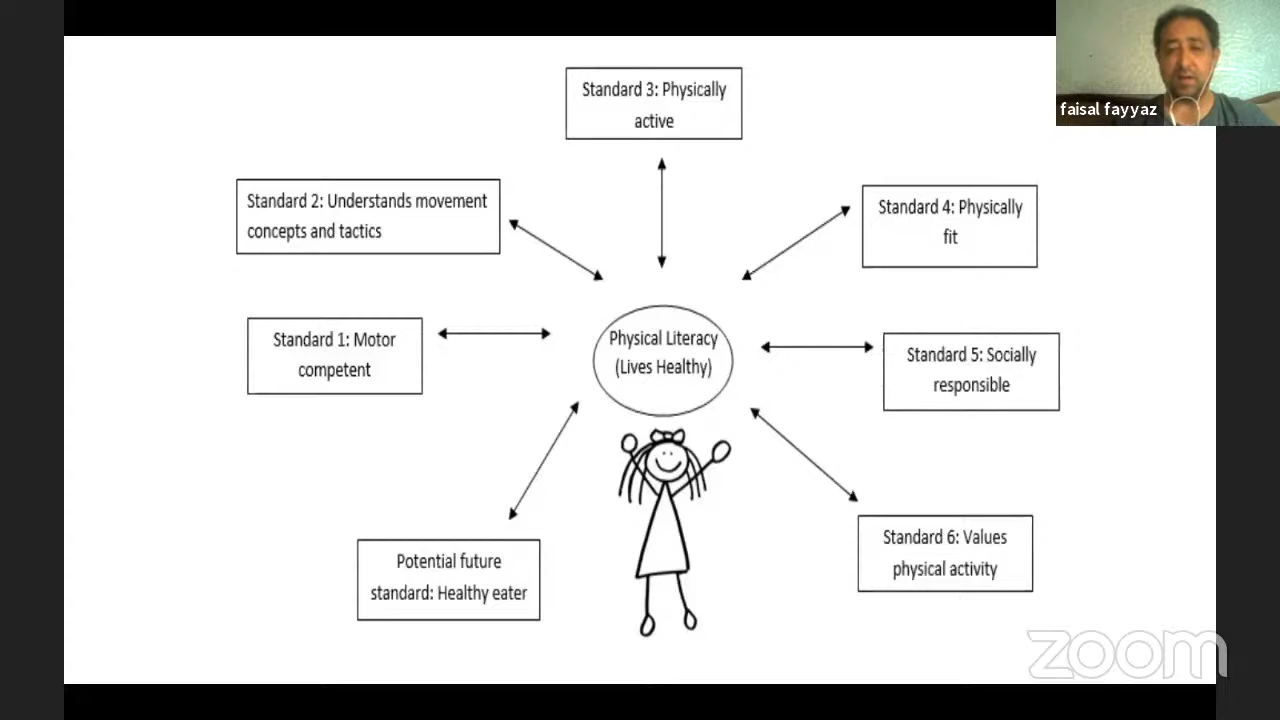 faisal fayyaz
Standard 3: Physically
active
Standard 2: Understands movement
concepts and tactics
Standard 4: Physically
fit
Standard 1: Motor
competent
Physical Literacy
(Lives Healthy)
Standard 5: Socially
responsible
Potential future
standard: Healthy eater
Standard 6: Values
physical activity
zoom